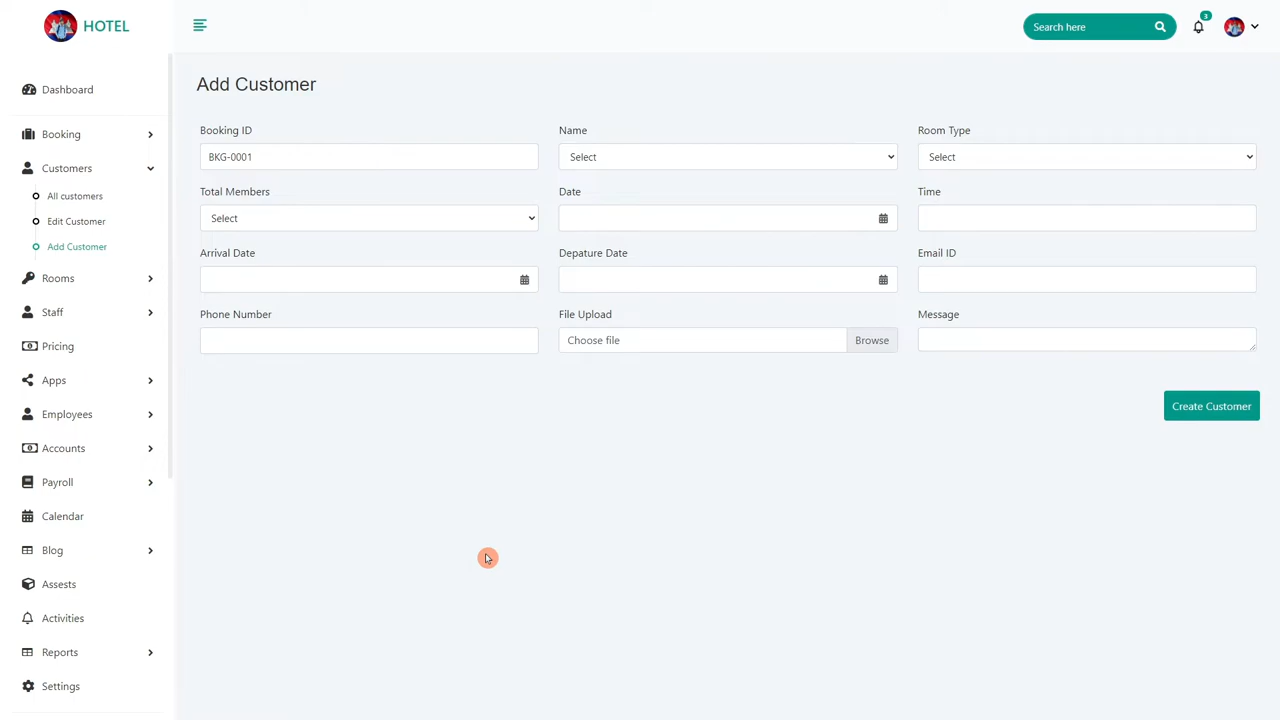 HOTEL
Search here
3
Dashboard
Booking
Customers
All customers
Edit Customer
Add Customer
Rooms
Staff
Pricing
Apps
Employees
Accounts
Payroll
Calendar
Blog
Assests
Activities
Reports
Settings
Add Customer
Booking ID
Name
Room Type
BKG-0001
Select
Select
Total Members
Date
Time
Select
Arrival Date
Depature Date
Email ID
Phone Number
File Upload
Message
Choose file
Browse
Create Customer